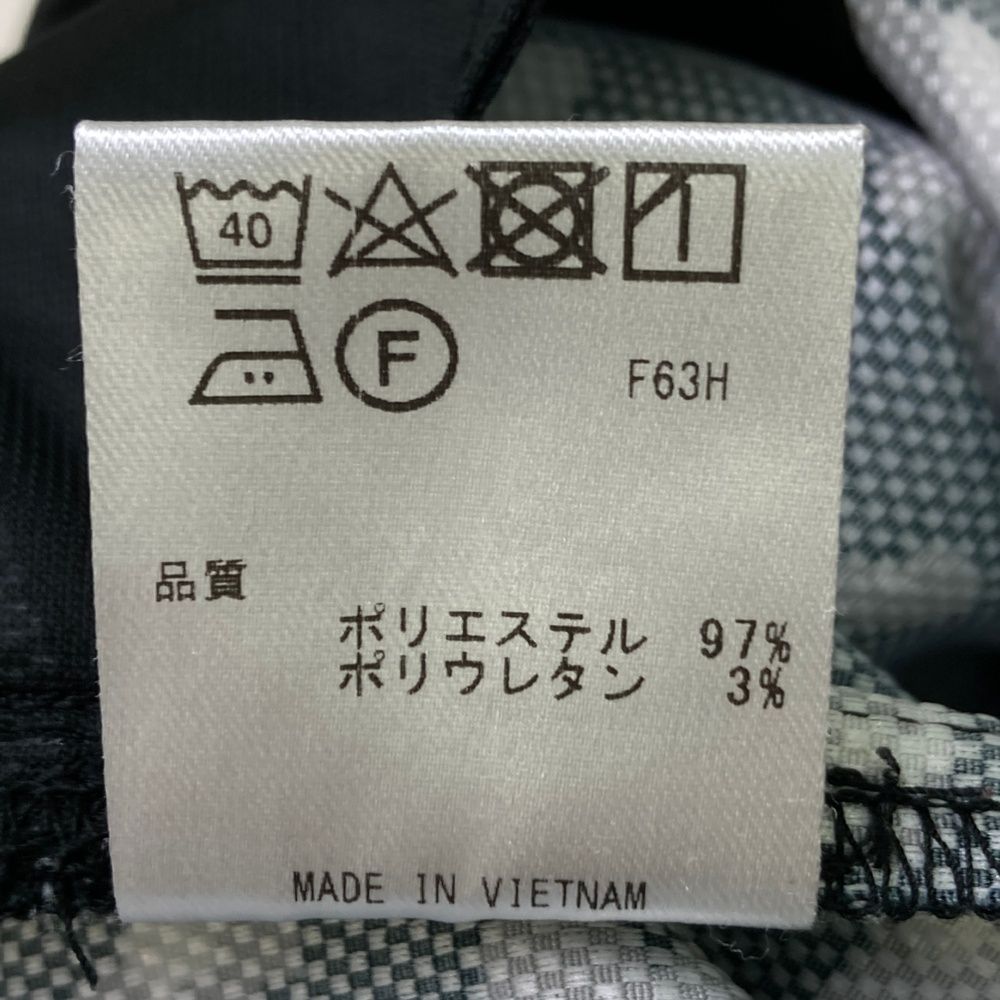 40
F
F63H
品質
ポリエステル 97%
ポリウレタン 3%
MADE IN VIETNAM